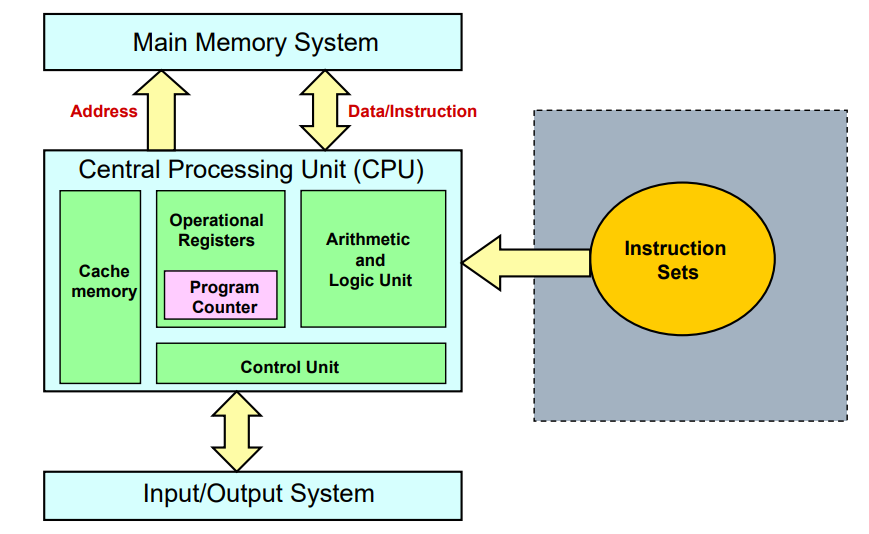 Main Memory System
Address
Data/Instruction
Central Processing Unit (CPU)
Cache
memory
Operational
Registers
Program
Counter
Arithmetic
and
Logic Unit
Control Unit
Instruction
Sets
Input/Output System